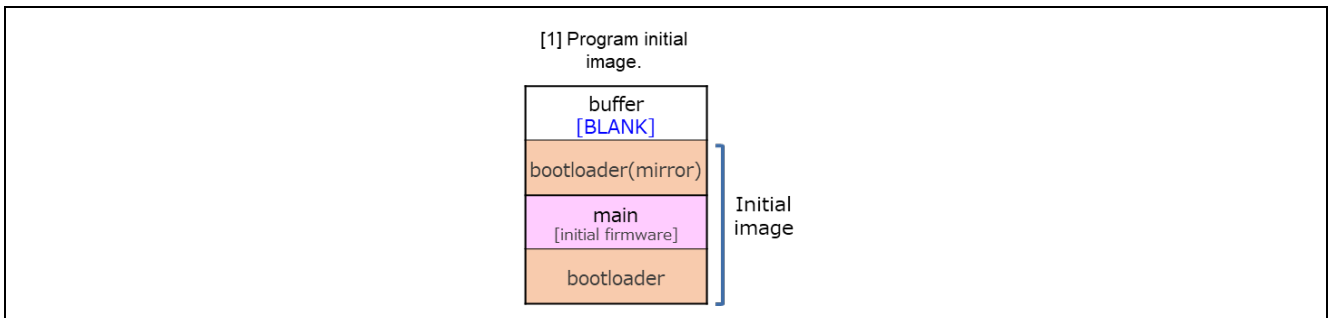 [1] Program initial
image.
buffer
[BLANK]
bootloader(mirror)
main
[initial firmware]
bootloader
Initial
image